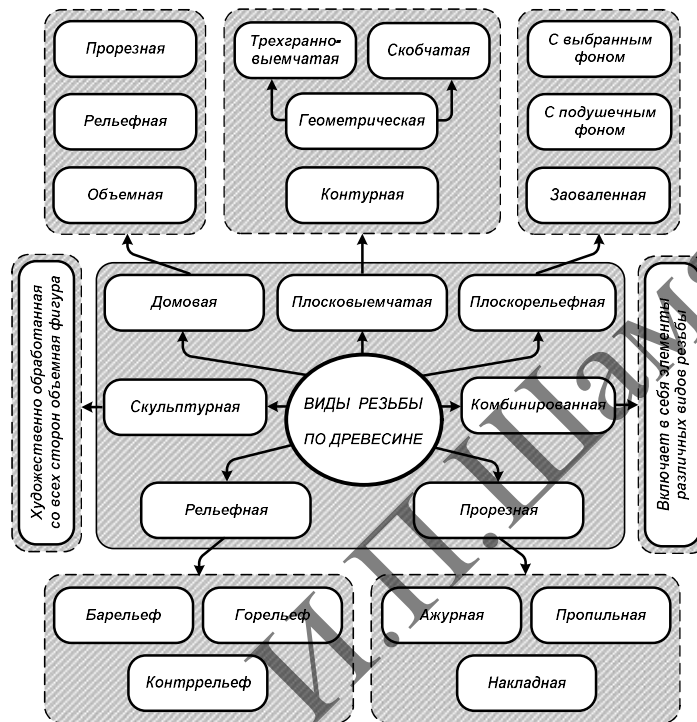 Прорезная
Рельефная
Объемная
Трехгранно-
выемчатая
Скобчатая
Геометрическая
Контурная
С выбранным
фоном
С подушечным
фоном
Заоваленная
Художественно обработанная
со всех сторон объемная фигура
Домовая
Плосковыемчатая
Плоскорельефная
Скульптурная
ВИДЫ РЕЗЬБЫ
ПО ДРЕВЕСИНЕ
Комбинированная
Рельефная
Прорезная
Включает в себя элементы
различных видов резьбы
Барельеф
Горельеф
Контррельеф
Ажурная
Пропильная
Накладная
И.П.Шам